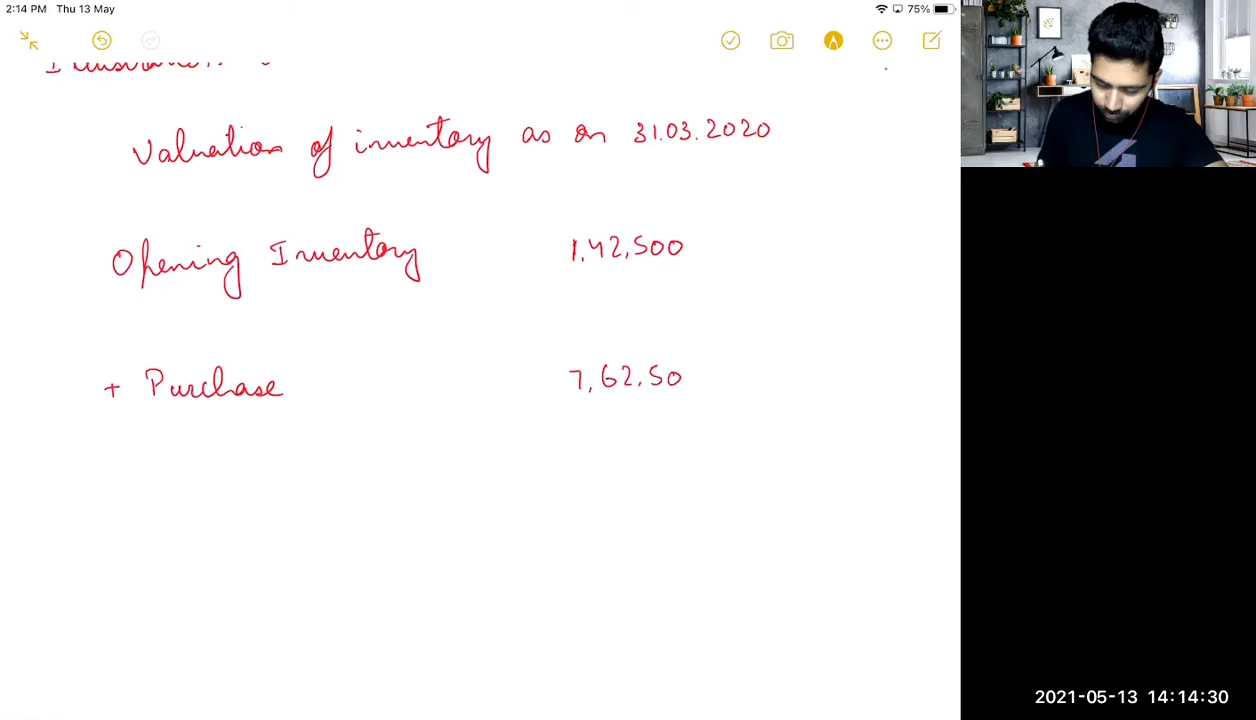 2:14 PM Thu 13 May 75%
Valuation of inventory as on 31.03.2020
Opening Inventory 1,42,500
+ Purchase 7,62,50
2021-05-13 14:14:30